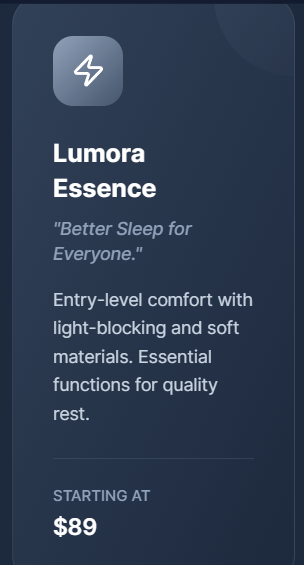 Lumora
Essence
"Better Sleep for
Everyone."
Entry-level comfort with
light-blocking and soft
materials. Essential
functions for quality
rest.
STARTING AT
$89